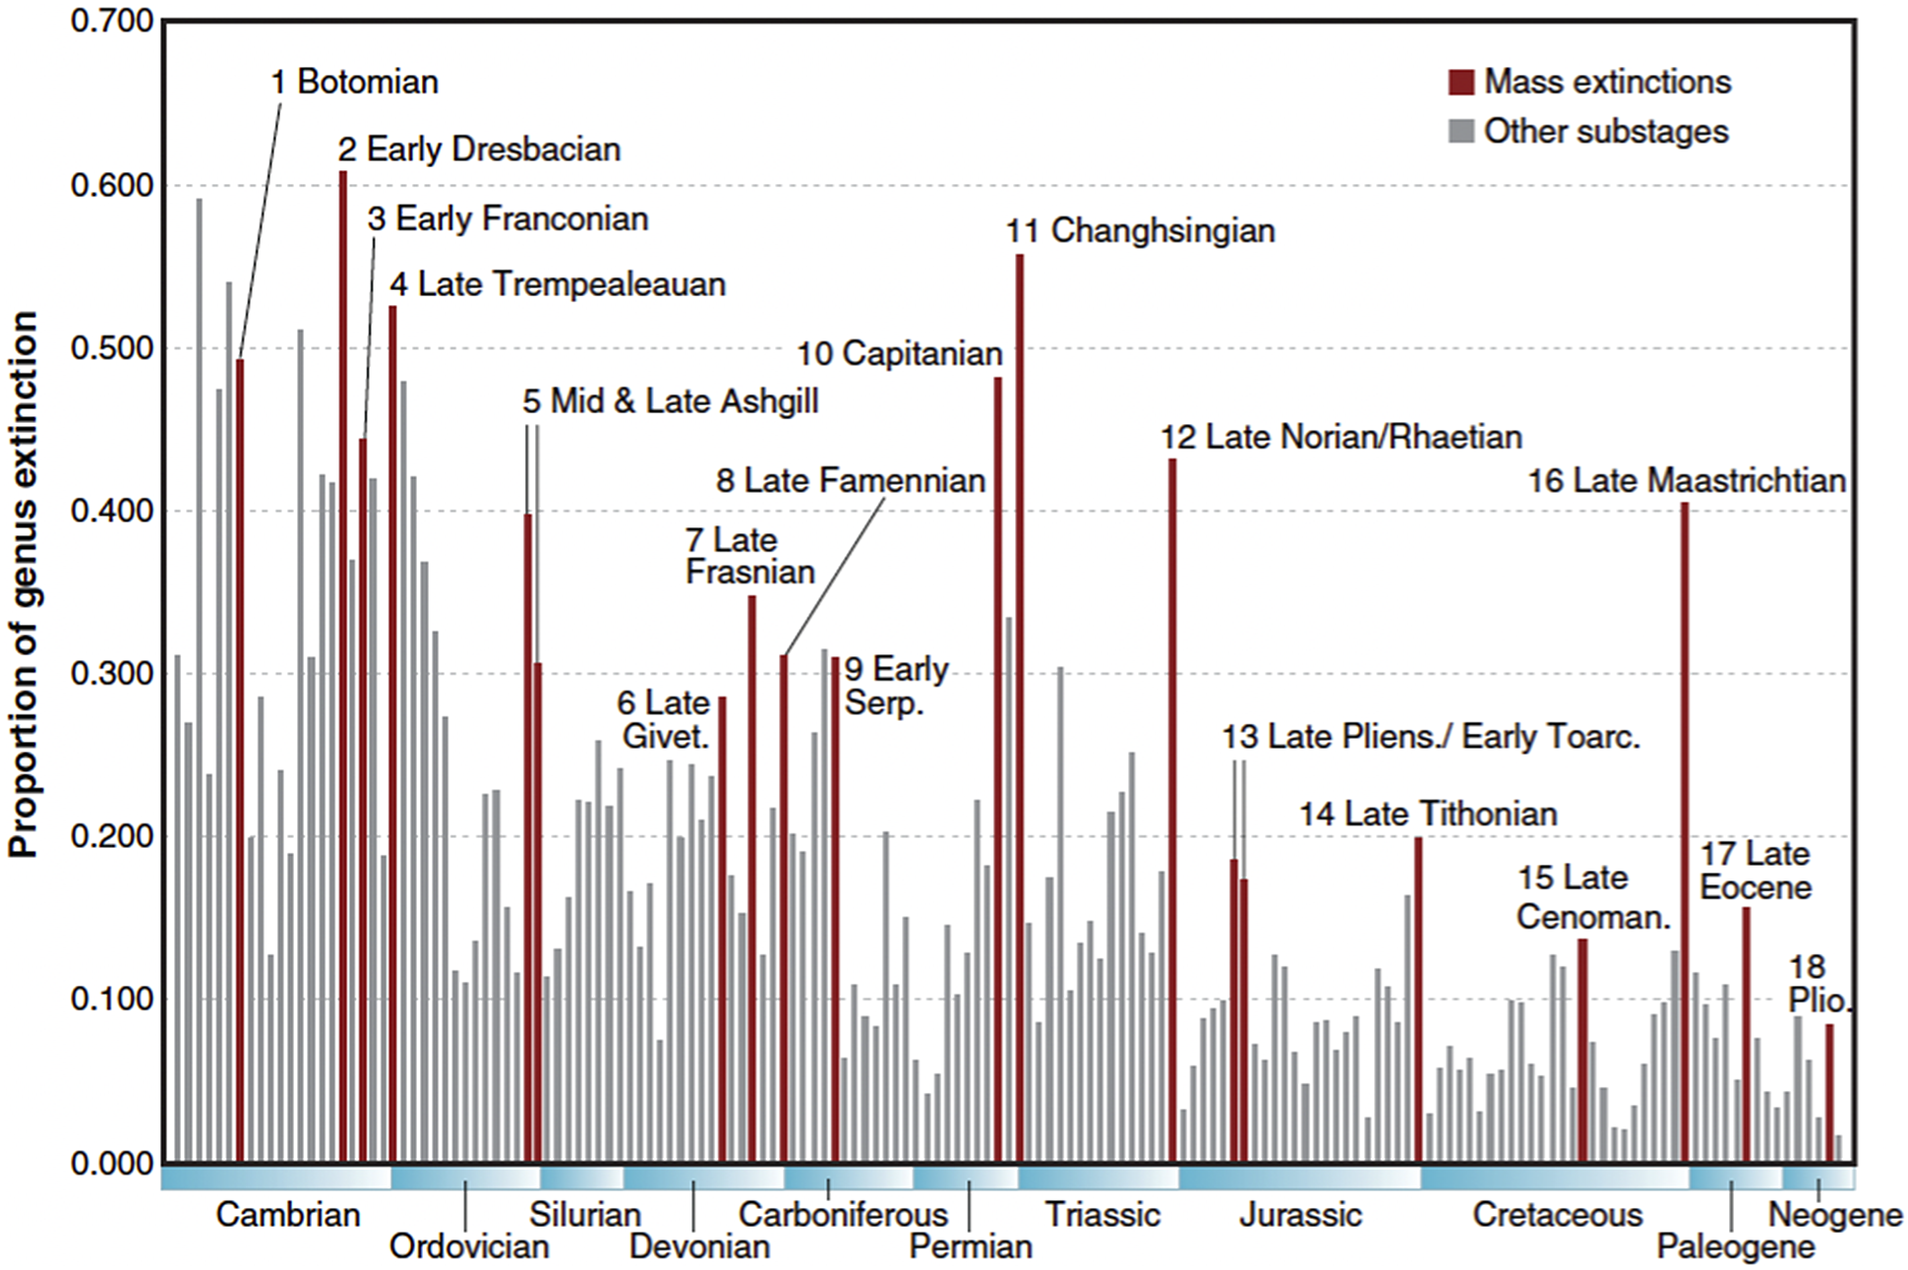 0.700
0.600
0.500
0.400
0.300
0.200
0.100
0.000
Proportion of genus extinction
Mass extinctions
Other substages
1 Botomian
2 Early Dresbacian
3 Early Franconian
4 Late Trempealeauan
5 Mid & Late Ashgill
6 Late
Givet.
7 Late
Frasnian
8 Late Famennian
9 Early
Serp.
10 Capitanian
11 Changhsingian
12 Late Norian/Rhaetian
13 Late Pliens./ Early Toarc.
14 Late Tithonian
15 Late
Cenoman.
16 Late Maastrichtian
17 Late
Eocene
18
Plio.
Cambrian
Ordovician
Silurian
Devonian
Carboniferous
Permian
Triassic
Jurassic
Cretaceous
Paleogene
Neogene